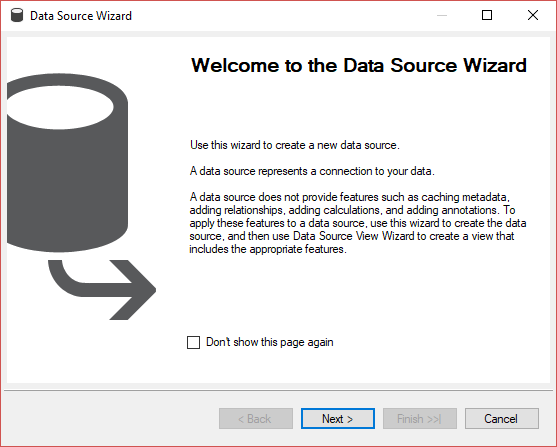 Data Source Wizard
Welcome to the Data Source Wizard
Use this wizard to create a new data source.
A data source represents a connection to your data.
A data source does not provide features such as caching metadata,
adding relationships, adding calculations, and adding annotations. To
apply these features to a data source, use this wizard to create the data
source, and then use Data Source View Wizard to create a view that
includes the appropriate features.
Don't show this page again
< Back
Next >
Finish >>|
Cancel